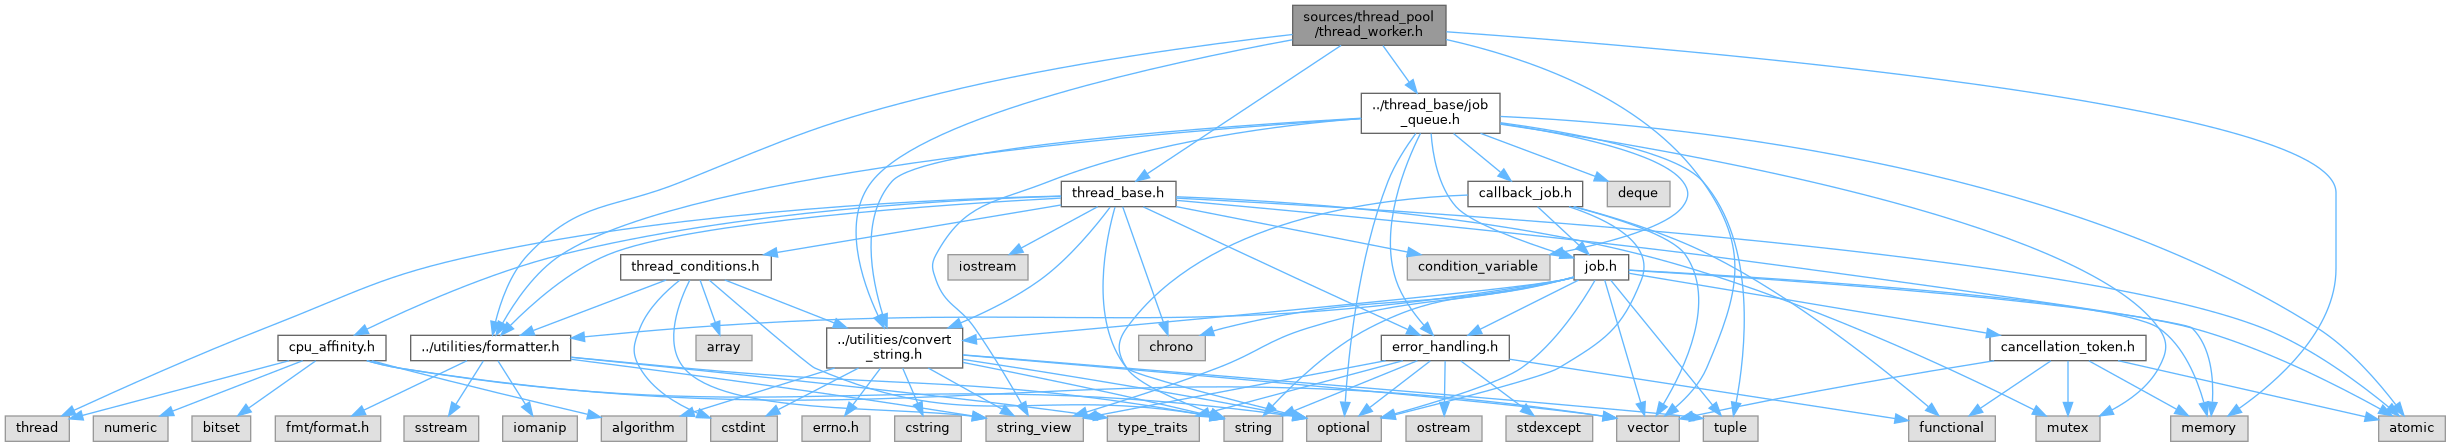 sources/thread_pool
/thread_worker.h
../thread_base/job
_queue.h
thread_base.h
callback_job.h
deque
thread_conditions.h
iostream
condition_variable
job.h
cpu_affinity.h
../utilities/formatter.h
array
../utilities/convert
_string.h
chrono
error_handling.h
cancellation_token.h
thread
numeric
bitset
fmt/format.h
sstream
iomanip
algorithm
cstdint
errno.h
cstring
string_view
type_traits
string
optional
ostream
stdexcept
vector
tuple
functional
mutex
memory
atomic